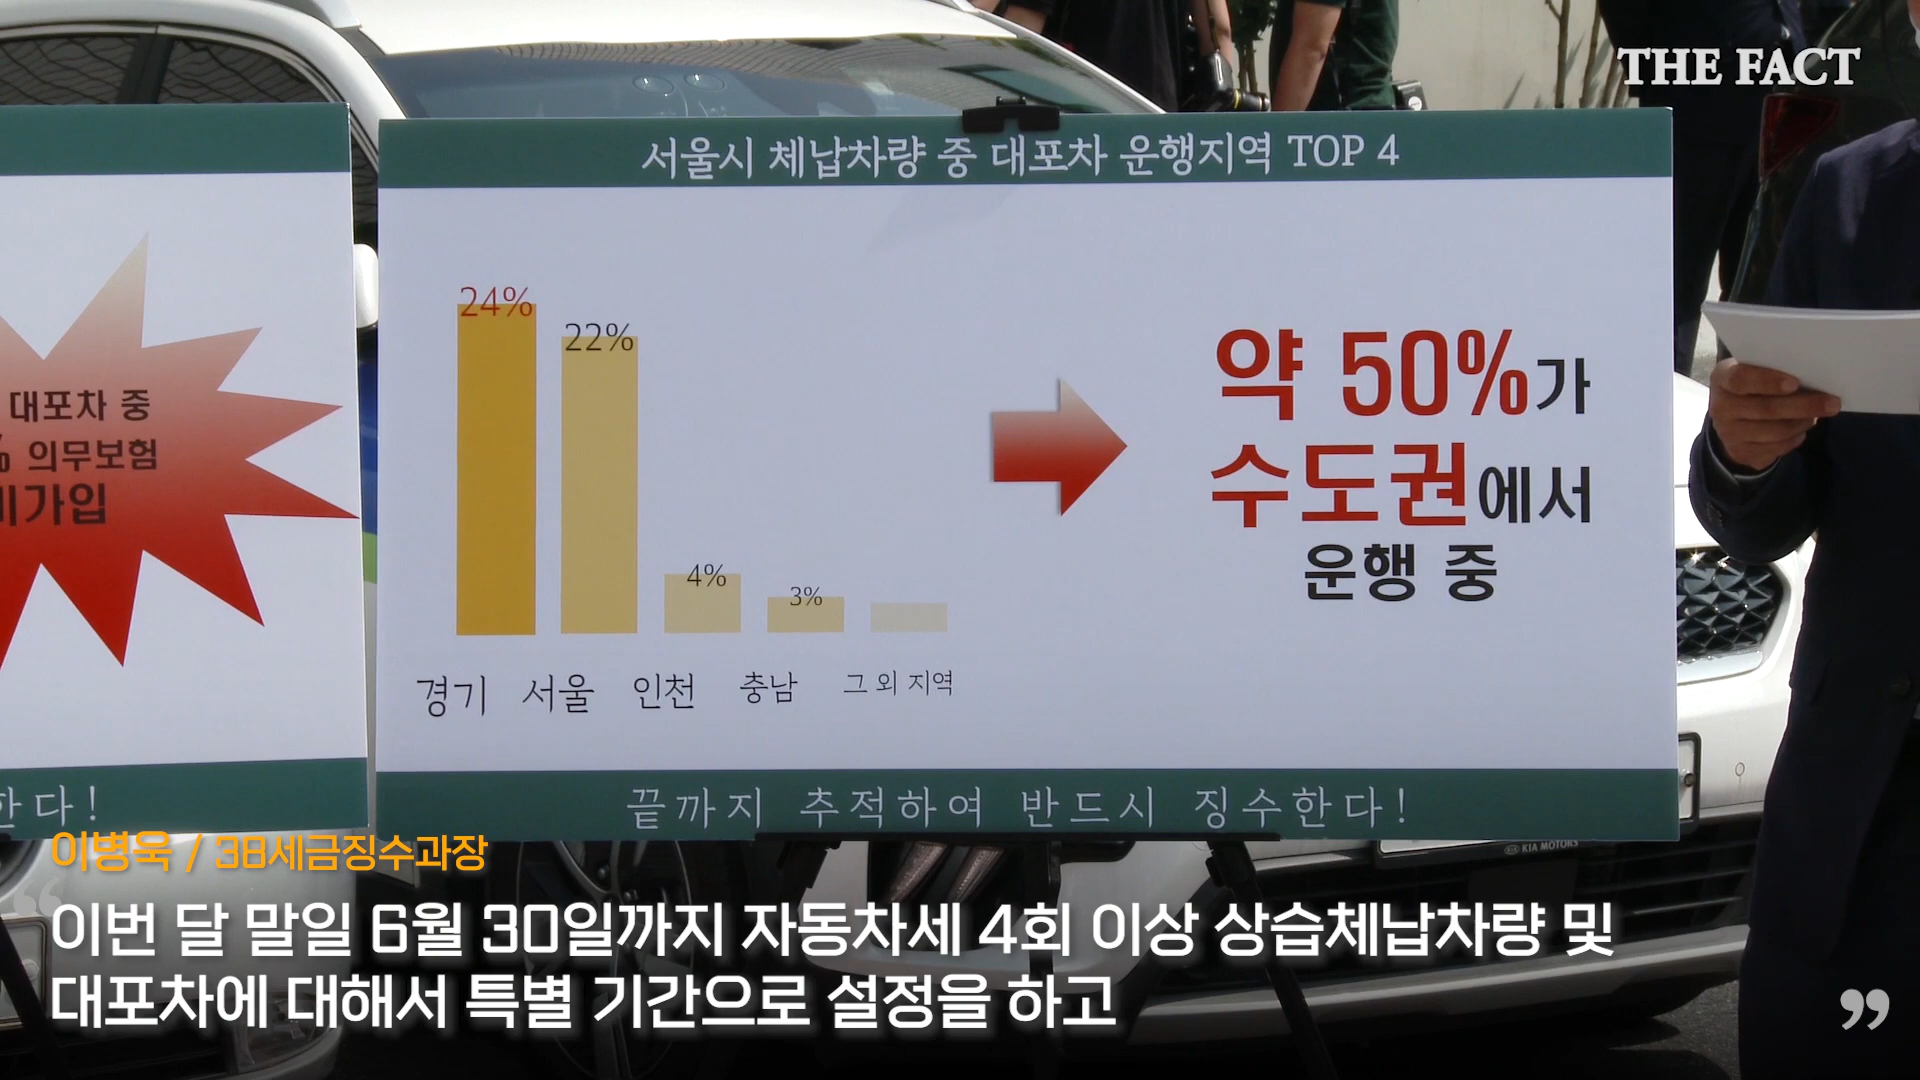 THE FACT
서울시 체납차량 중 대포차 운행지역 TOP 4
24%
22%
4%
3%
경기
서울
인천
충남
그 외 지역
약 50%가
수도권에서
운행 중
끝까지 추적하여 반드시 징수한다!
대포차 중
% 의무보험
가입
다!
KIA MOTORS
이병욱 / 38세금징수과장
이번 달 말일 6월 30일까지 자동차세 4회 이상 상습체납차량 및
대포차에 대해서 특별 기간으로 설정을 하고